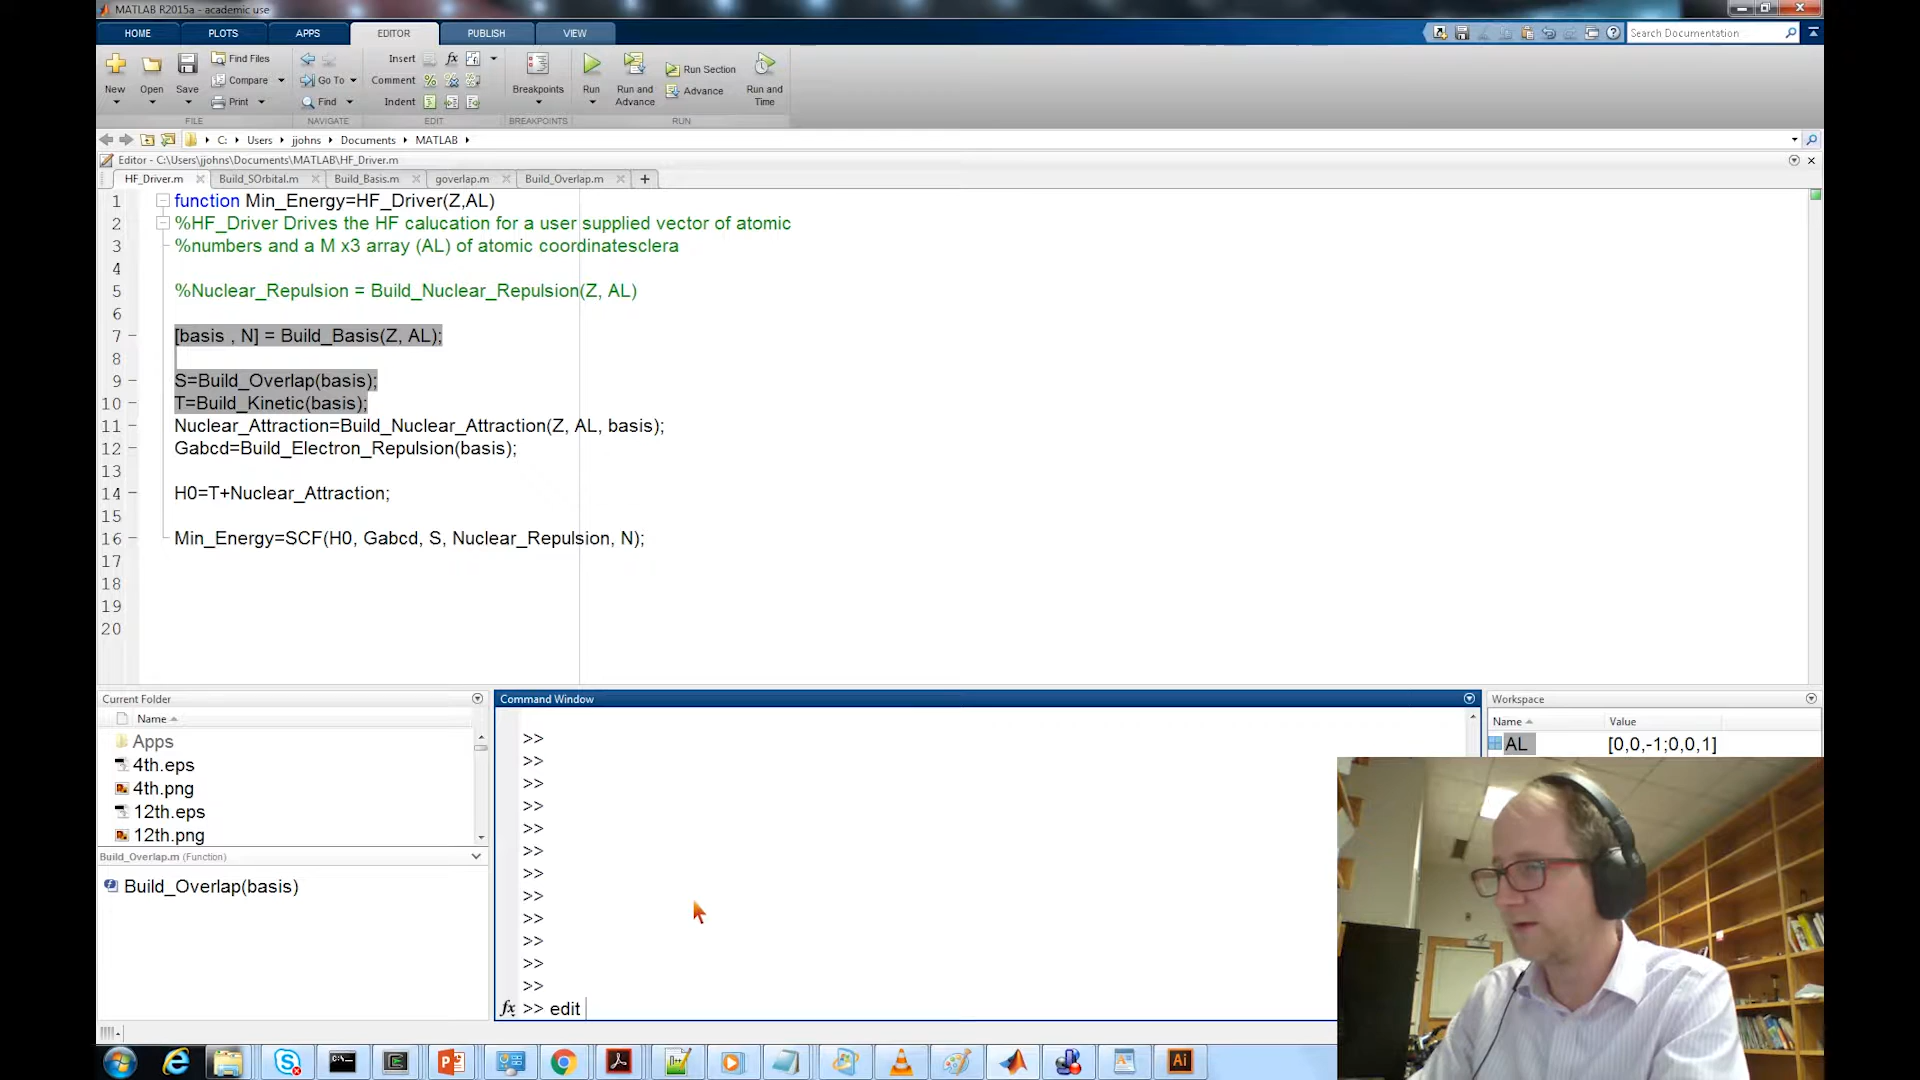 MATLAB R2015a - academic use
HOME PLOTS APPS EDITOR PUBLISH VIEW
Search Documentation
New Open Save Find Files Compare Print
Go To Find
Insert fx
Comment
Indent
Breakpoints Run Run and Advance Run Section Advance Run and Time
FILE NAVIGATE EDIT BREAKPOINTS RUN
C: Users jjohns Documents MATLAB
Editor - C:\Users\jjohns\Documents\MATLAB\HF_Driver.m
HF_Driver.m Build_SOrbital.m Build_Basis.m goverlap.m Build_Overlap.m
1 function Min_Energy=HF_Driver(Z,AL)
2 %HF_Driver Drives the HF calucation for a user supplied vector of atomic
3 %numbers and a M x3 array (AL) of atomic coordinatesclera
4
5 %Nuclear_Repulsion = Build_Nuclear_Repulsion(Z, AL)
6
7 [basis , N] = Build_Basis(Z, AL);
8
9 S=Build_Overlap(basis);
10 T=Build_Kinetic(basis);
11 Nuclear_Attraction=Build_Nuclear_Attraction(Z, AL, basis);
12 Gabcd=Build_Electron_Repulsion(basis);
13
14 H0=T+Nuclear_Attraction;
15
16 Min_Energy=SCF(H0, Gabcd, S, Nuclear_Repulsion, N);
17
18
19
20
Current Folder
Name
Apps
4th.eps
4th.png
12th.eps
12th.png
Build_Overlap.m (Function)
Build_Overlap(basis)
Command Window
>>
>>
>>
>>
>>
>>
>>
>>
>>
>>
>>
>>
fx >> edit
Workspace
Name Value
AL [0,0,-1;0,0,1]
Ai